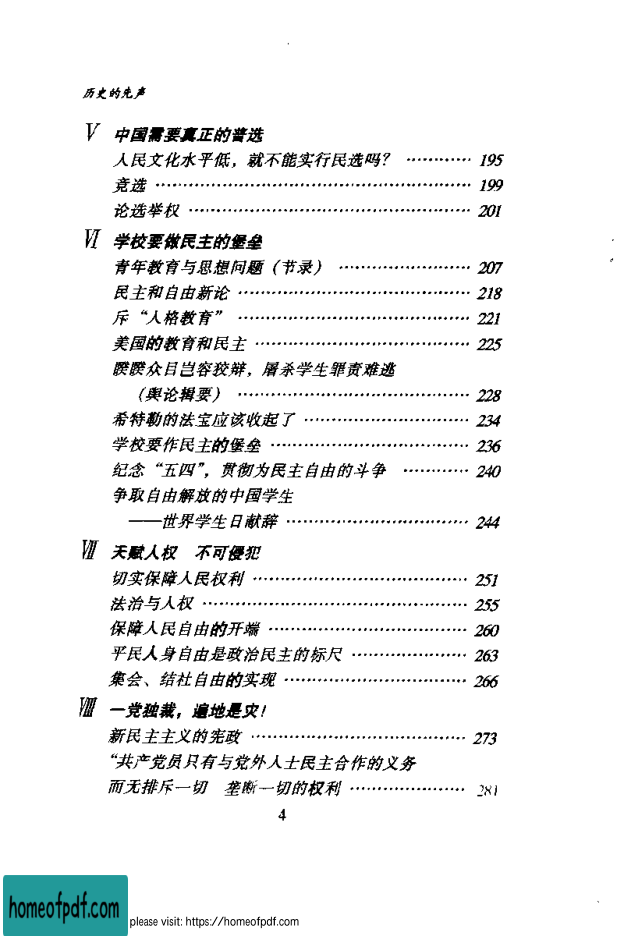 历史的先声
Ⅴ 中国需要真正的普选
人民文化水平低，就不能实行民选吗？ ………… 195
竞选 ………………………………………………… 199
论选举权 …………………………………………… 201
Ⅵ 学校要做民主的堡垒
青年教育与思想问题（节录） …………………… 207
民主和自由新论 …………………………………… 218
斥“人格教育” …………………………………… 221
美国的教育和民主 ………………………………… 225
睽睽众目岂容狡辩，屠杀学生罪责难逃
（舆论辑要） …………………………………… 228
希特勒的法宝应该收起了 ………………………… 234
学校要作民主的堡垒 ……………………………… 236
纪念“五四”，贯彻为民主自由的斗争 ………… 240
争取自由解放的中国学生
——世界学生日献辞 …………………………… 244
Ⅶ 天赋人权 不可侵犯
切实保障人民权利 ………………………………… 251
法治与人权 ………………………………………… 255
保障人民自由的开端 ……………………………… 260
平民人身自由是政治民主的标尺 ………………… 263
集会、结社自由的实现 …………………………… 266
Ⅷ 一党独裁，遍地是灾！
新民主主义的宪政 ………………………………… 273
“共产党员只有与党外人士民主合作的义务
而无排斥一切 垄断一切的权利 ………………… 281
4
homeofpdf.com
please visit: https://homeofpdf.com